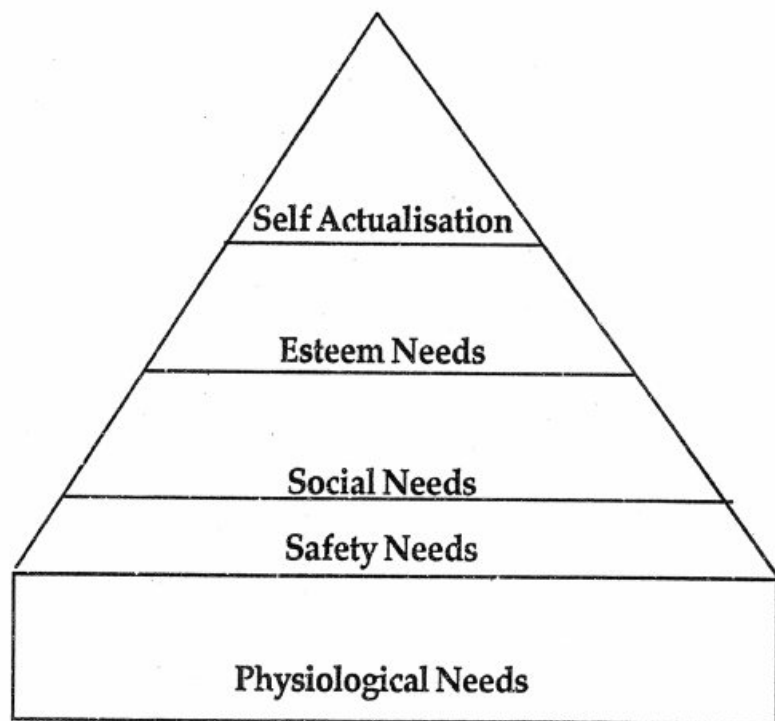 Self Actualisation
Esteem Needs
Social Needs
Safety Needs
Physiological Needs